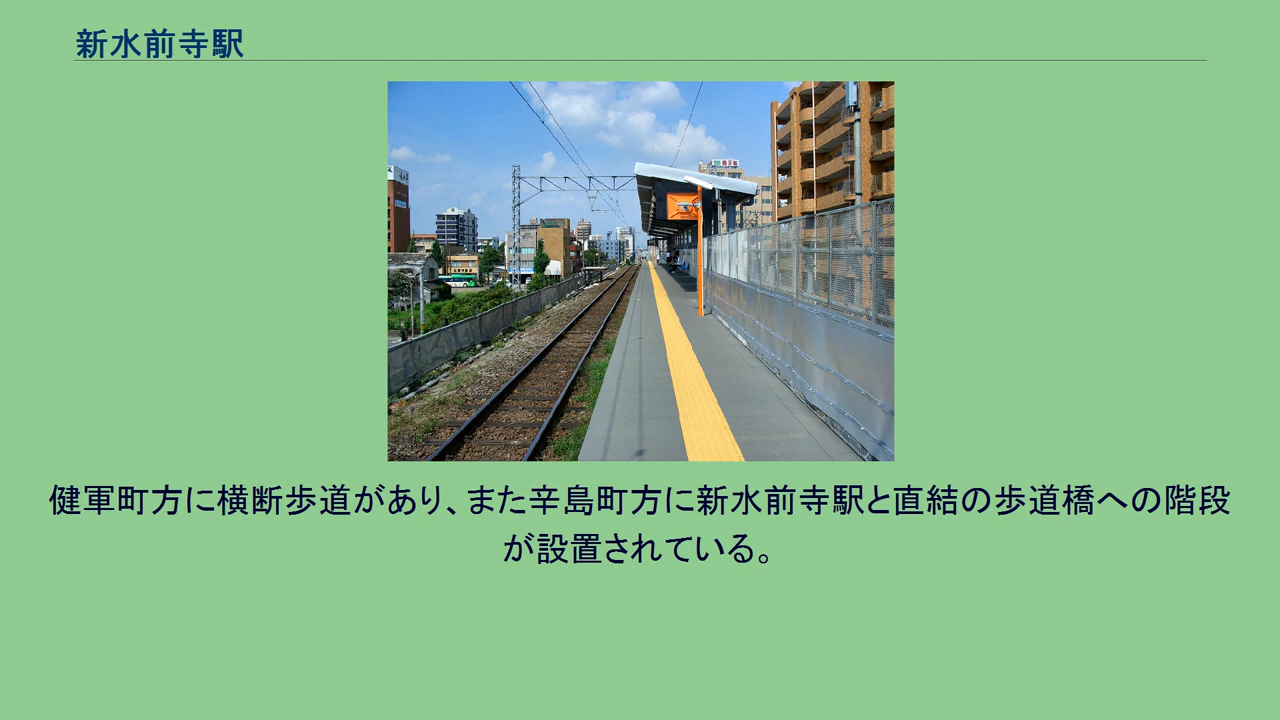 新水前寺駅
健軍町方に横断歩道があり、また辛島町方に新水前寺駅と直結の歩道橋への階段
が設置されている。